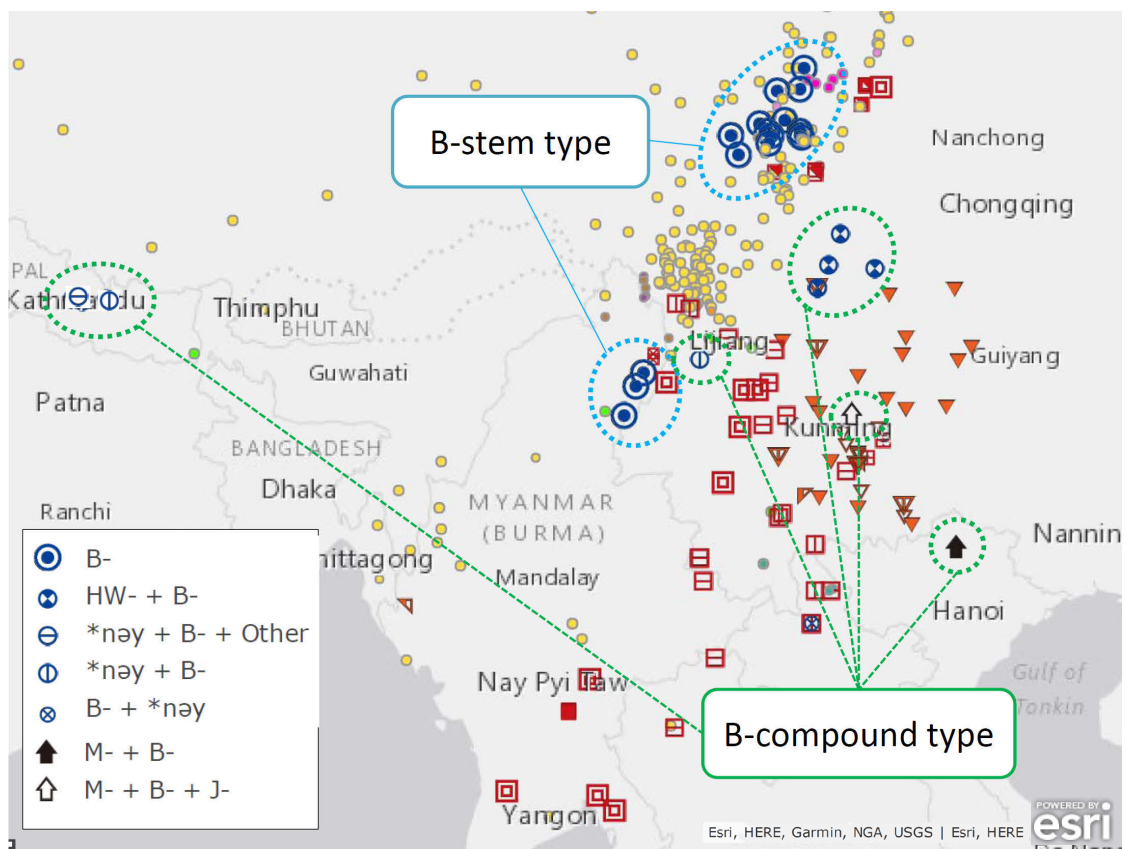 B-stem type
Nanchong
Chongqing
PAL
Kathmandu
Thimphu
BHUTAN
Lijiang
Guiyang
Guwahati
Patna
Kunming
BANGLADESH
Dhaka
MYANMAR
(BURMA)
Ranchi
Nannin
hittagong
Mandalay
Hanoi
B-
HW- + B-
*nəy + B- + Other
*nəy + B-
B- + *nəy
M- + B-
M- + B- + J-
Gulf of
Tonkin
Nay Pyi Taw
B-compound type
Yangon
POWERED BY
esri
Esri, HERE, Garmin, NGA, USGS | Esri, HERE